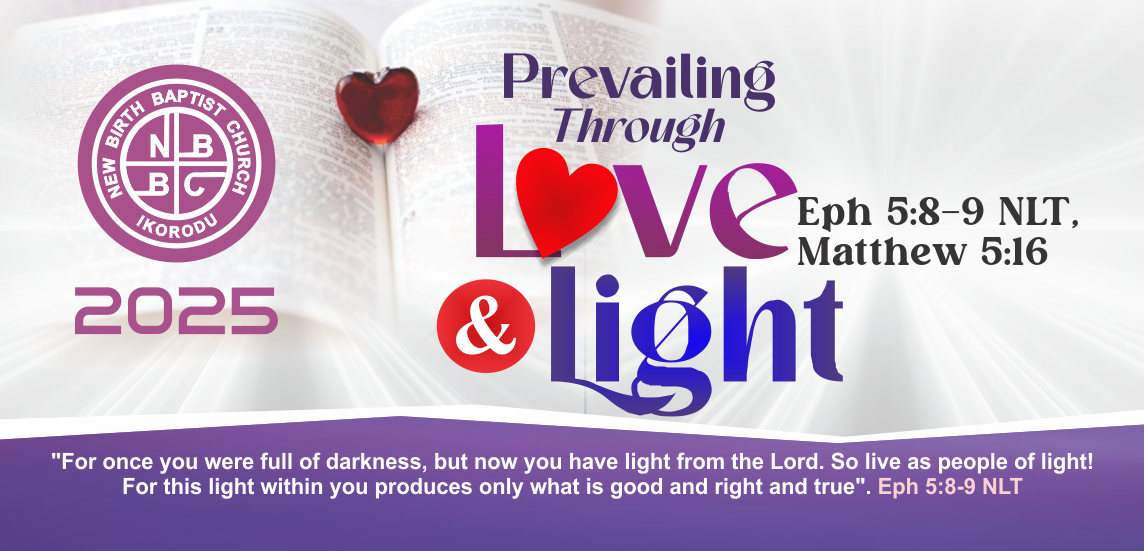 NEW BIRTH BAPTIST CHURCH
N B
B C
IKORODU
2025
Prevailing
Through
Love
& Light
Eph 5:8-9 NLT,
Matthew 5:16
"For once you were full of darkness, but now you have light from the Lord. So live as people of light!
For this light within you produces only what is good and right and true". Eph 5:8-9 NLT